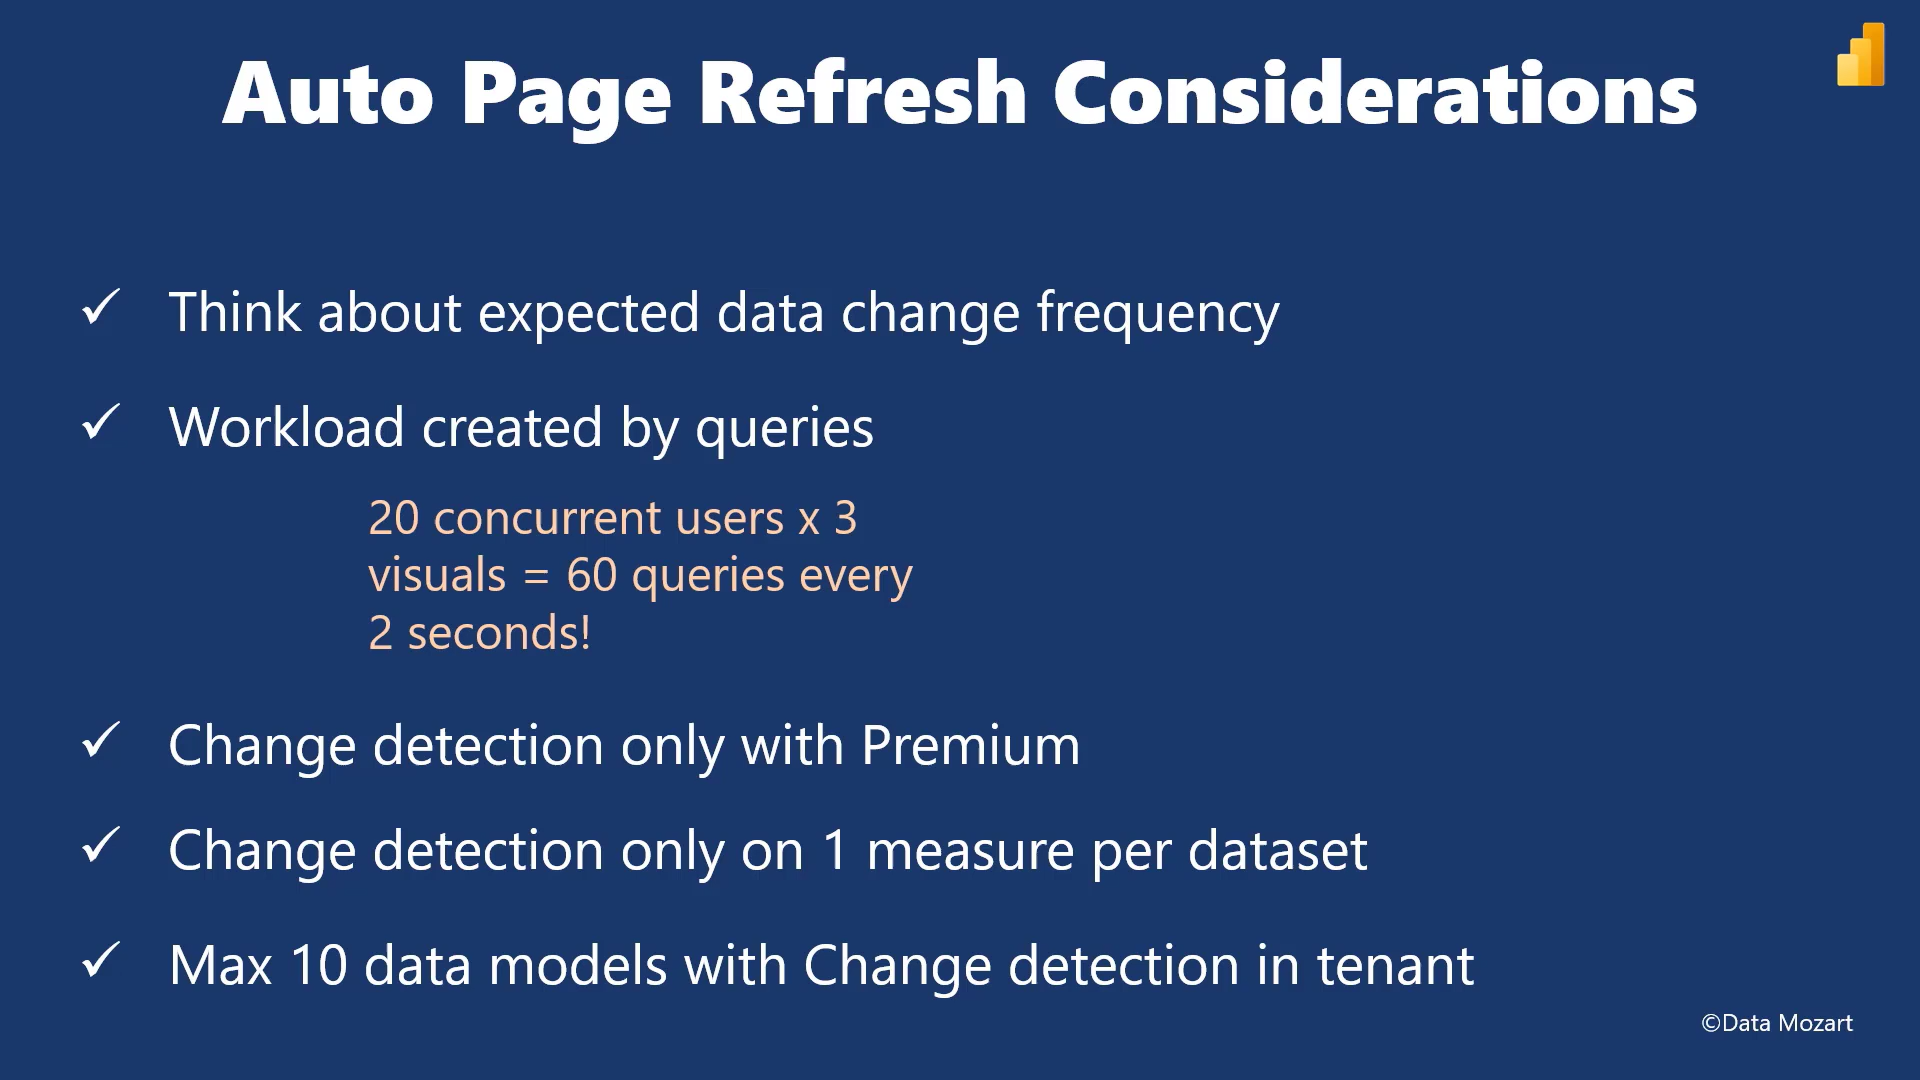 Auto Page Refresh Considerations
✓ Think about expected data change frequency
✓ Workload created by queries
20 concurrent users x 3
visuals = 60 queries every
2 seconds!
✓ Change detection only with Premium
✓ Change detection only on 1 measure per dataset
✓ Max 10 data models with Change detection in tenant
©Data Mozart